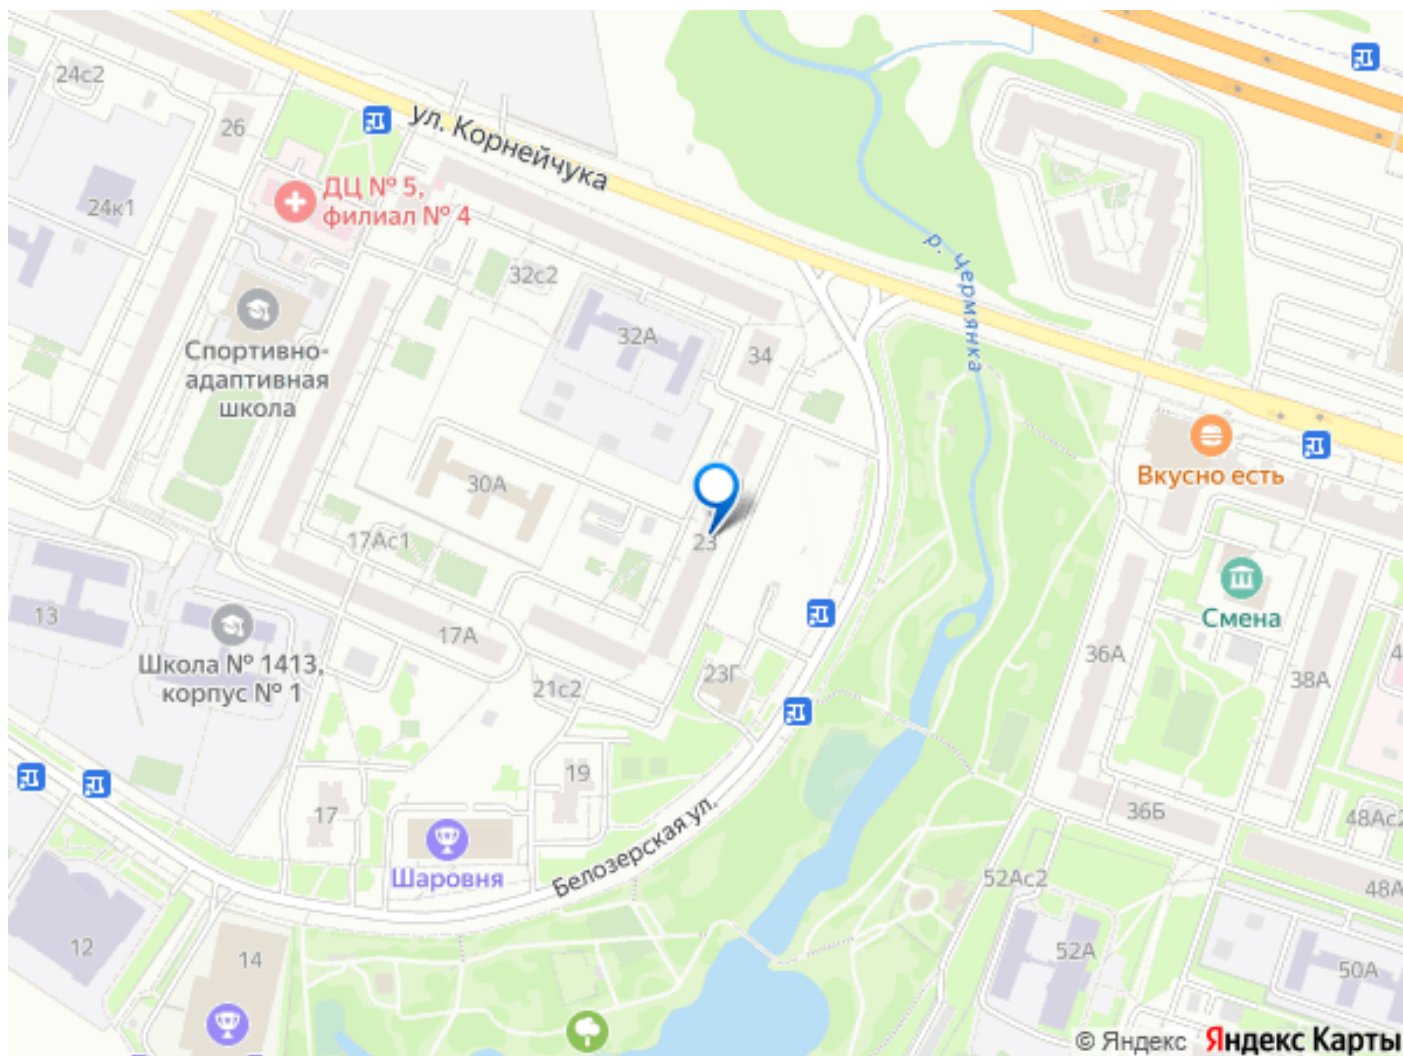 24с2
26
ул. Корнейчука
ДЦ № 5,
филиал № 4
24к1
р. Чермянка
32с2
32А
34
Спортивно-
адаптивная
школа
Вкусно есть
30А
23
17Ас1
Смена
13
17А
Школа № 1413,
корпус № 1
36А
38А
4
23Г
21с2
19
17
36Б
48Ас2
Шаровня
Белозерская ул.
52Ас2
48А
12
14
52А
50А
© Яндекс Яндекс Карты